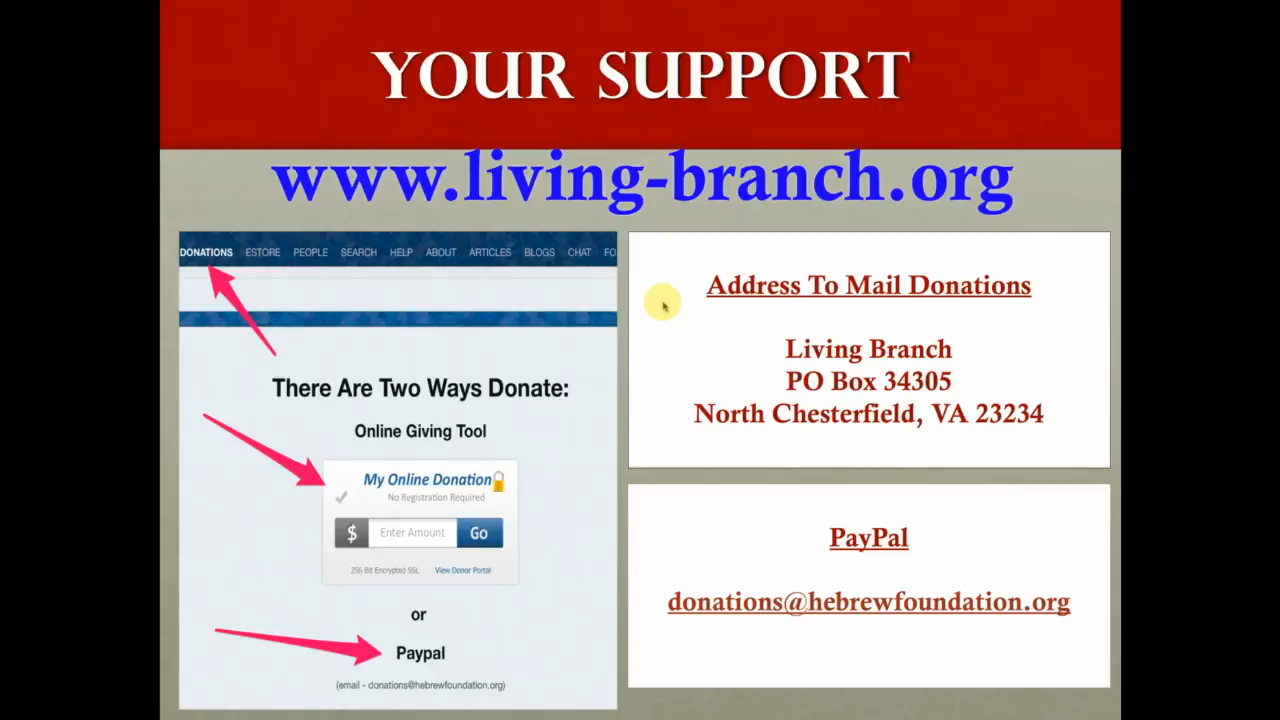 YOUR SUPPORT
www.living-branch.org
DONATIONS ESTORE PEOPLE SEARCH HELP ABOUT ARTICLES BLOGS CHAT FO
There Are Two Ways Donate:
Online Giving Tool
My Online Donation
No Registration Required
$ Enter Amount Go
256 Bit Encrypted SSL View Donor Portal
or
Paypal
(email - donations@hebrewfoundation.org)
Address To Mail Donations
Living Branch
PO Box 34305
North Chesterfield, VA 23234
PayPal
donations@hebrewfoundation.org